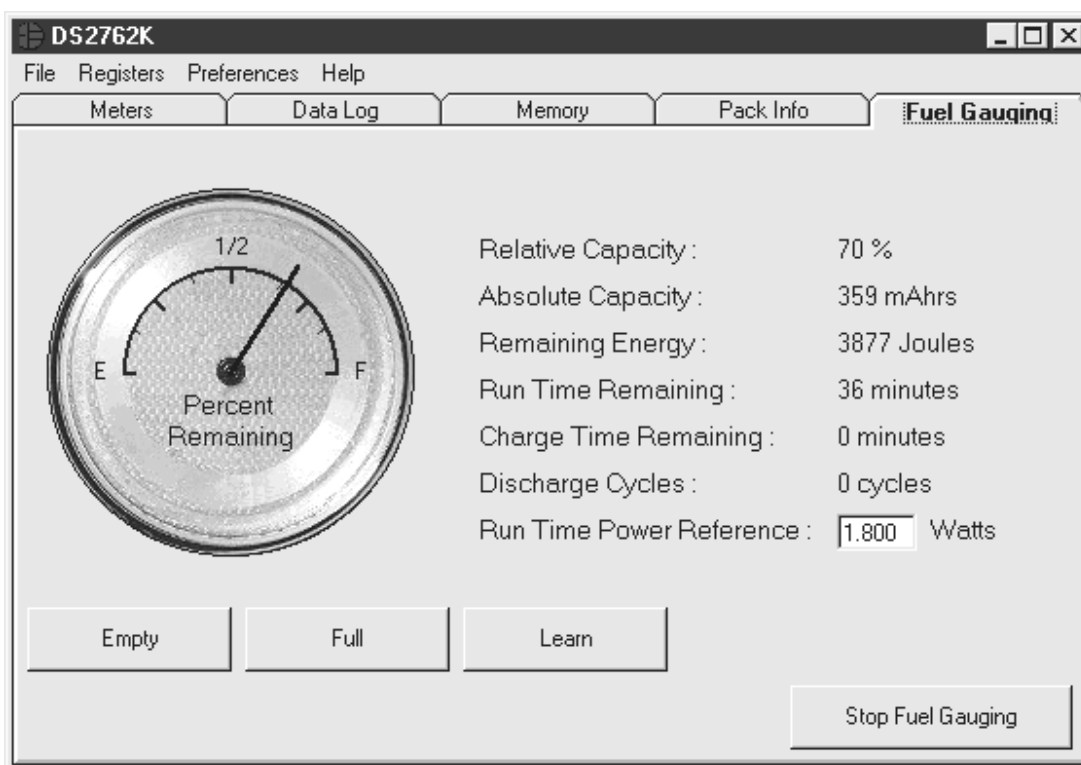 DS2762K
File Registers Preferences Help
Meters Data Log Memory Pack Info Fuel Gauging
1/2
E F
Percent
Remaining
Relative Capacity : 70 %
Absolute Capacity : 359 mAhrs
Remaining Energy : 3877 Joules
Run Time Remaining : 36 minutes
Charge Time Remaining : 0 minutes
Discharge Cycles : 0 cycles
Run Time Power Reference : 1.800 Watts
Empty Full Learn
Stop Fuel Gauging